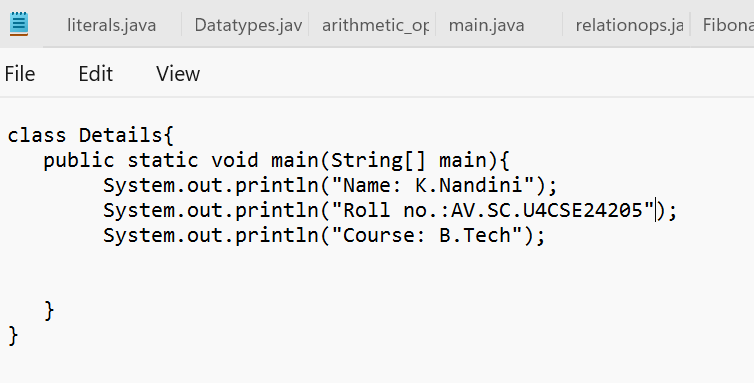 literals.java Datatypes.jav arithmetic_op main.java relationops.ja Fibona
File Edit View
class Details{
public static void main(String[] main){
System.out.println("Name: K.Nandini");
System.out.println("Roll no.:AV.SC.U4CSE24205");
System.out.println("Course: B.Tech");
}
}